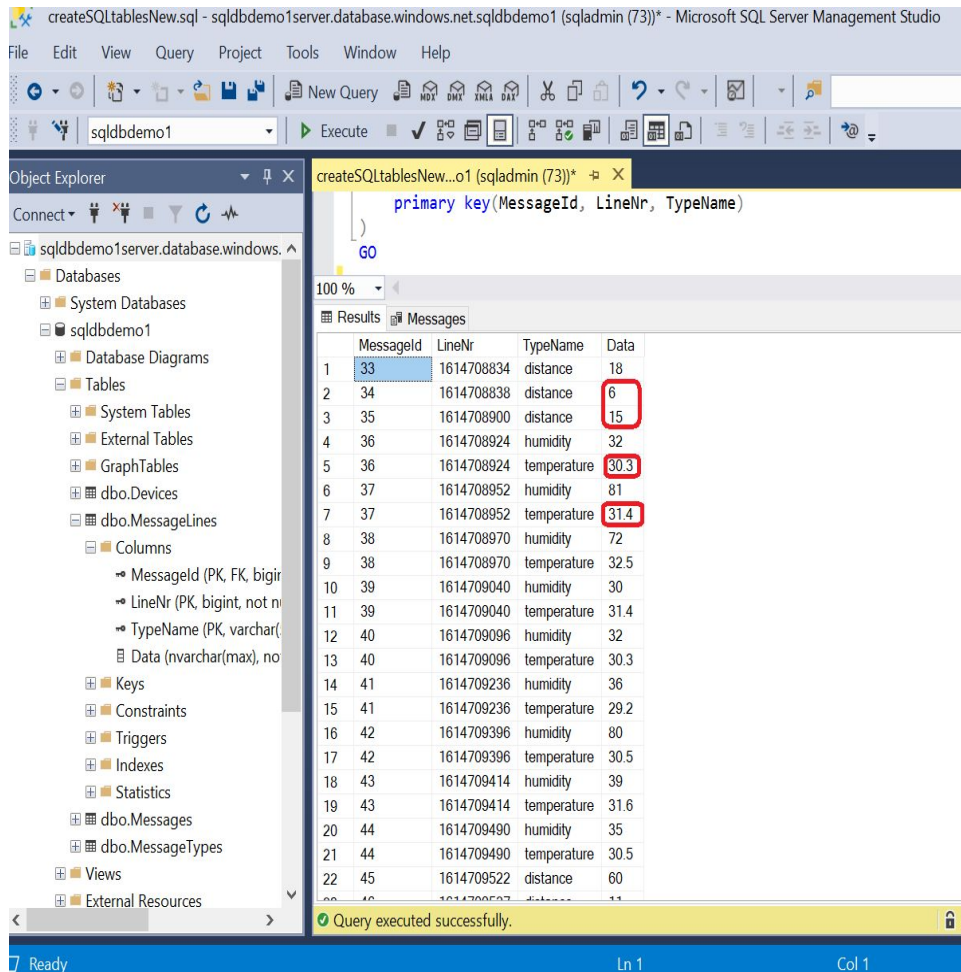 createSQLtablesNew.sql - sqldbdemo1server.database.windows.net.sqldbdemo1 (sqladmin (73))* - Microsoft SQL Server Management Studio
File Edit View Query Project Tools Window Help
New Query MDX DMX XMLA DAX
sqldbdemo1 Execute
Object Explorer
Connect
sqldbdemo1server.database.windows.
Databases
System Databases
sqldbdemo1
Database Diagrams
Tables
System Tables
External Tables
GraphTables
dbo.Devices
dbo.MessageLines
Columns
MessageId (PK, FK, bigin
LineNr (PK, bigint, not n
TypeName (PK, varchar(
Data (nvarchar(max), no
Keys
Constraints
Triggers
Indexes
Statistics
dbo.Messages
dbo.MessageTypes
Views
External Resources
createSQLtablesNew...o1 (sqladmin (73))*
primary key(MessageId, LineNr, TypeName)
)
GO
100 %
Results Messages
MessageId LineNr TypeName Data
1 33 1614708834 distance 18
2 34 1614708838 distance 6
3 35 1614708900 distance 15
4 36 1614708924 humidity 32
5 36 1614708924 temperature 30.3
6 37 1614708952 humidity 81
7 37 1614708952 temperature 31.4
8 38 1614708970 humidity 72
9 38 1614708970 temperature 32.5
10 39 1614709040 humidity 30
11 39 1614709040 temperature 31.4
12 40 1614709096 humidity 32
13 40 1614709096 temperature 30.3
14 41 1614709236 humidity 36
15 41 1614709236 temperature 29.2
16 42 1614709396 humidity 80
17 42 1614709396 temperature 30.5
18 43 1614709414 humidity 39
19 43 1614709414 temperature 31.6
20 44 1614709490 humidity 35
21 44 1614709490 temperature 30.5
22 45 1614709522 distance 60
Query executed successfully.
Ready Ln 1 Col 1